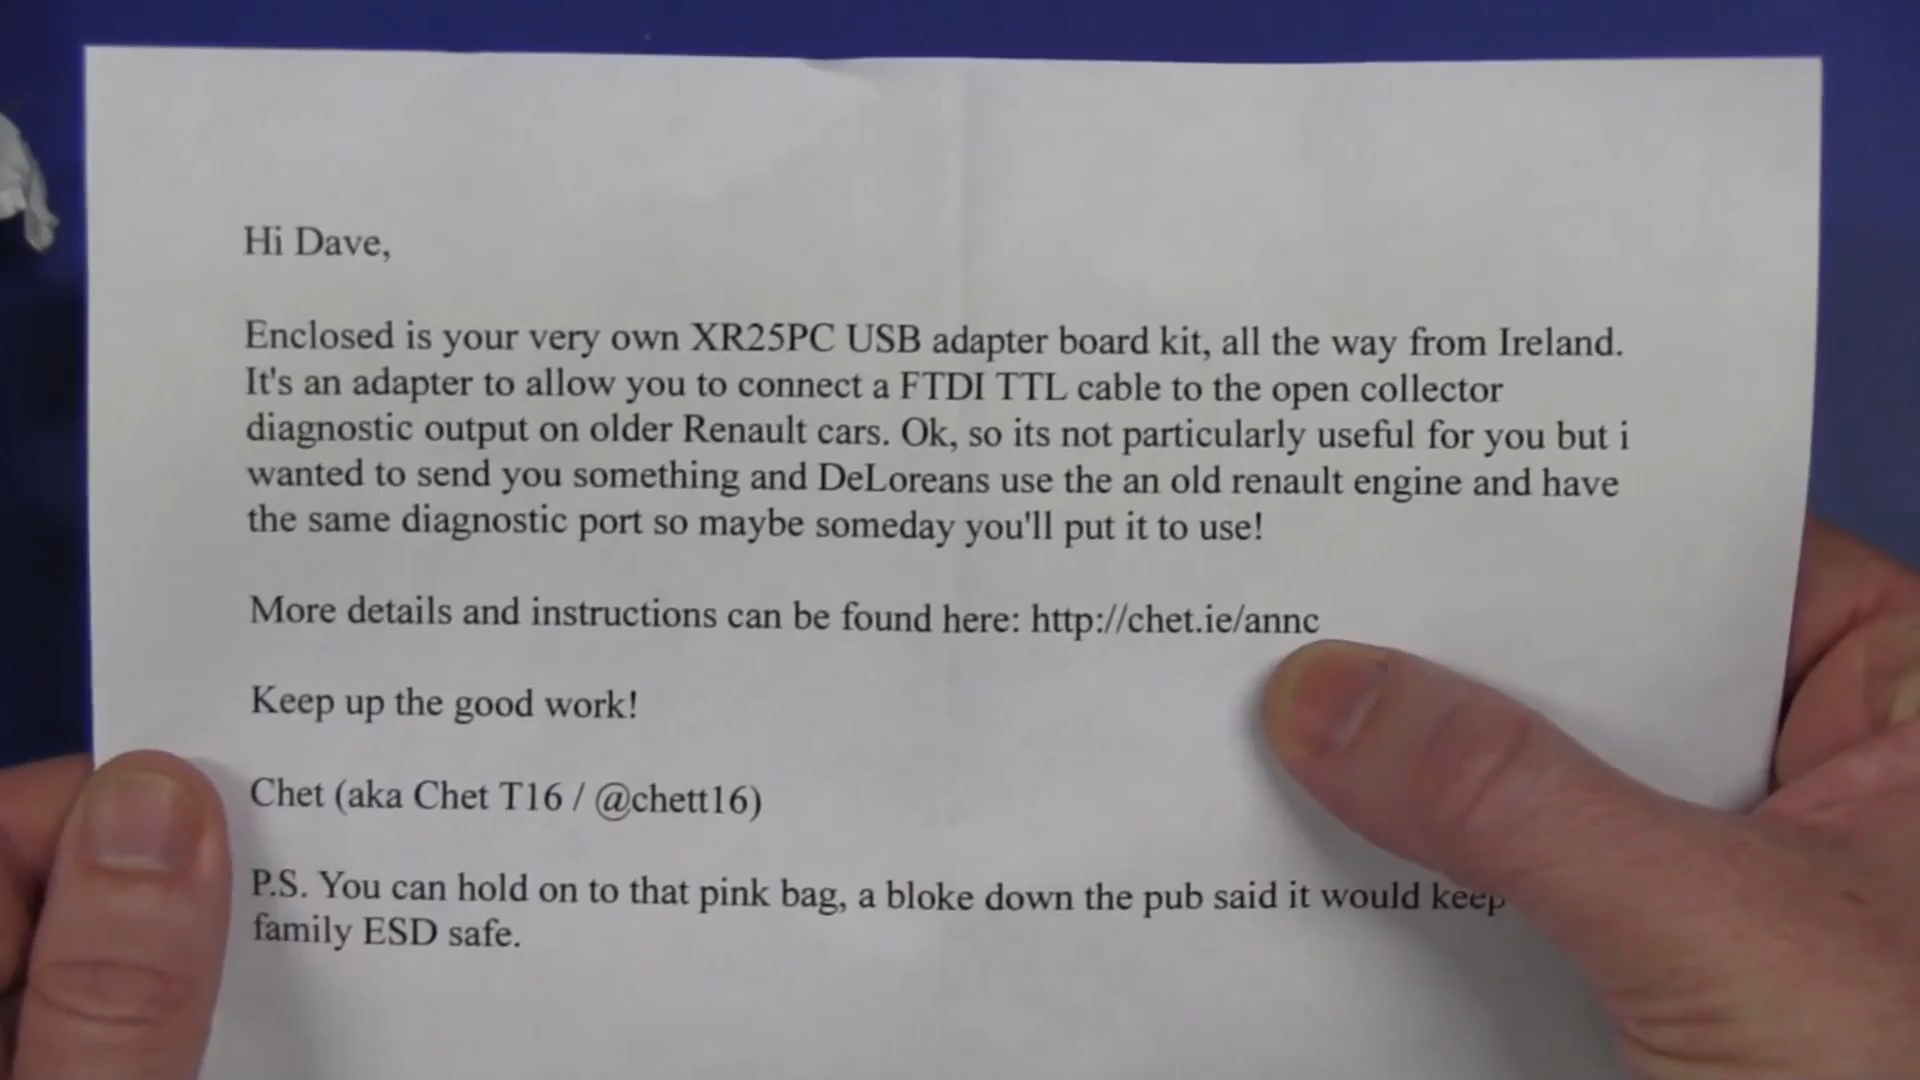 Hi Dave,
Enclosed is your very own XR25PC USB adapter board kit, all the way from Ireland.
It's an adapter to allow you to connect a FTDI TTL cable to the open collector
diagnostic output on older Renault cars. Ok, so its not particularly useful for you but i
wanted to send you something and DeLoreans use the an old renault engine and have
the same diagnostic port so maybe someday you'll put it to use!
More details and instructions can be found here: http://chet.ie/annc
Keep up the good work!
Chet (aka Chet T16 / @chett16)
P.S. You can hold on to that pink bag, a bloke down the pub said it would keep
family ESD safe.